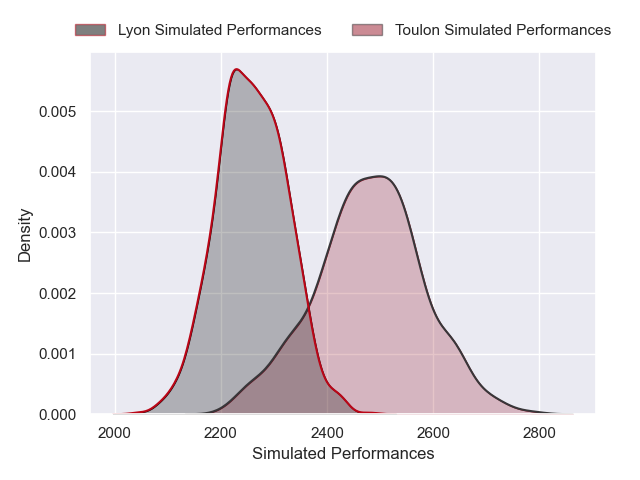 Lyon Simulated Performances
Toulon Simulated Performances
Density
0.005
0.004
0.003
0.002
0.001
0.000
2000
2200
2400
2600
2800
Simulated Performances